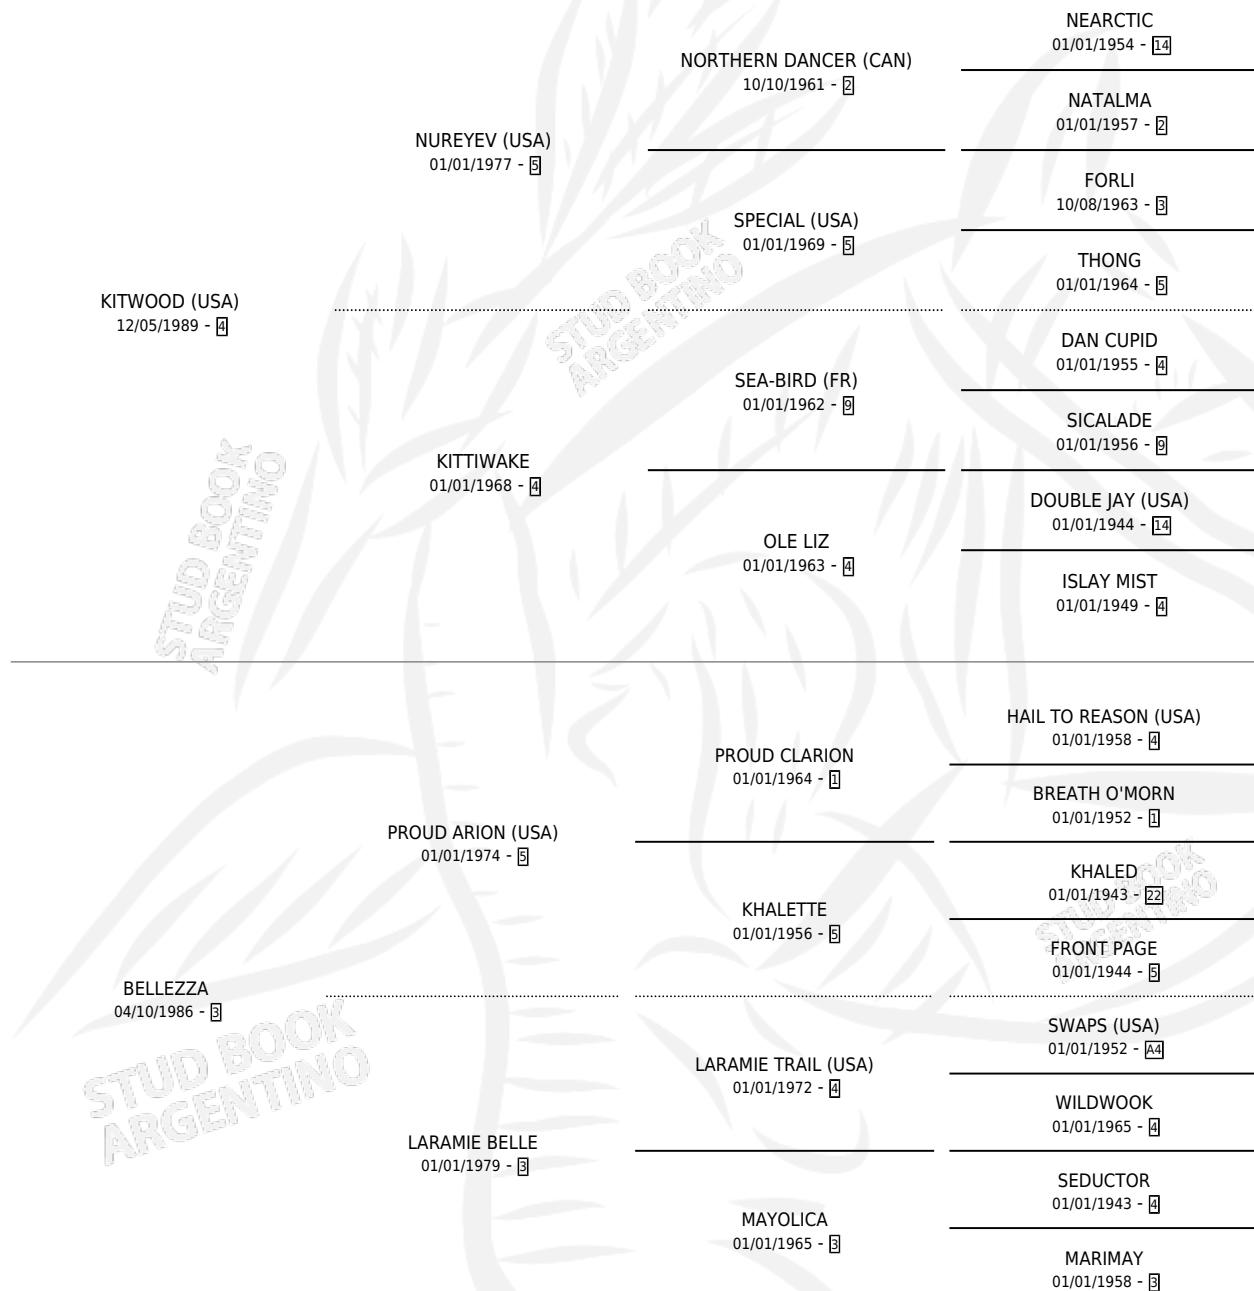 NEARCTIC
01/01/1954 - 14
NORTHERN DANCER (CAN)
10/10/1961 - 2
NATALMA
01/01/1957 - 2
NUREYEV (USA)
01/01/1977 - 5
FORLI
10/08/1963 - 3
SPECIAL (USA)
01/01/1969 - 5
THONG
01/01/1964 - 5
KITWOOD (USA)
12/05/1989 - 4
DAN CUPID
01/01/1955 - 4
SEA-BIRD (FR)
01/01/1962 - 9
SICALADE
01/01/1956 - 9
KITTIWAKE
01/01/1968 - 4
DOUBLE JAY (USA)
01/01/1944 - 14
OLE LIZ
01/01/1963 - 4
ISLAY MIST
01/01/1949 - 4
HAIL TO REASON (USA)
01/01/1958 - 4
PROUD CLARION
01/01/1964 - 1
BREATH O'MORN
01/01/1952 - 1
PROUD ARION (USA)
01/01/1974 - 5
KHALED
01/01/1943 - 22
KHALETTE
01/01/1956 - 5
FRONT PAGE
01/01/1944 - 5
BELLEZZA
04/10/1986 - 3
SWAPS (USA)
01/01/1952 - A4
LARAMIE TRAIL (USA)
01/01/1972 - 4
WILDWOOK
01/01/1965 - 4
LARAMIE BELLE
01/01/1979 - 3
SEDUCTOR
01/01/1943 - 4
MAYOLICA
01/01/1965 - 3
MARIMAY
01/01/1958 - 3
STUD BOOK
ARGENTINO
STUD BOOK
ARGENTINO
STUD BOOK
ARGENTINO
STUD BOOK
ARGENTINO